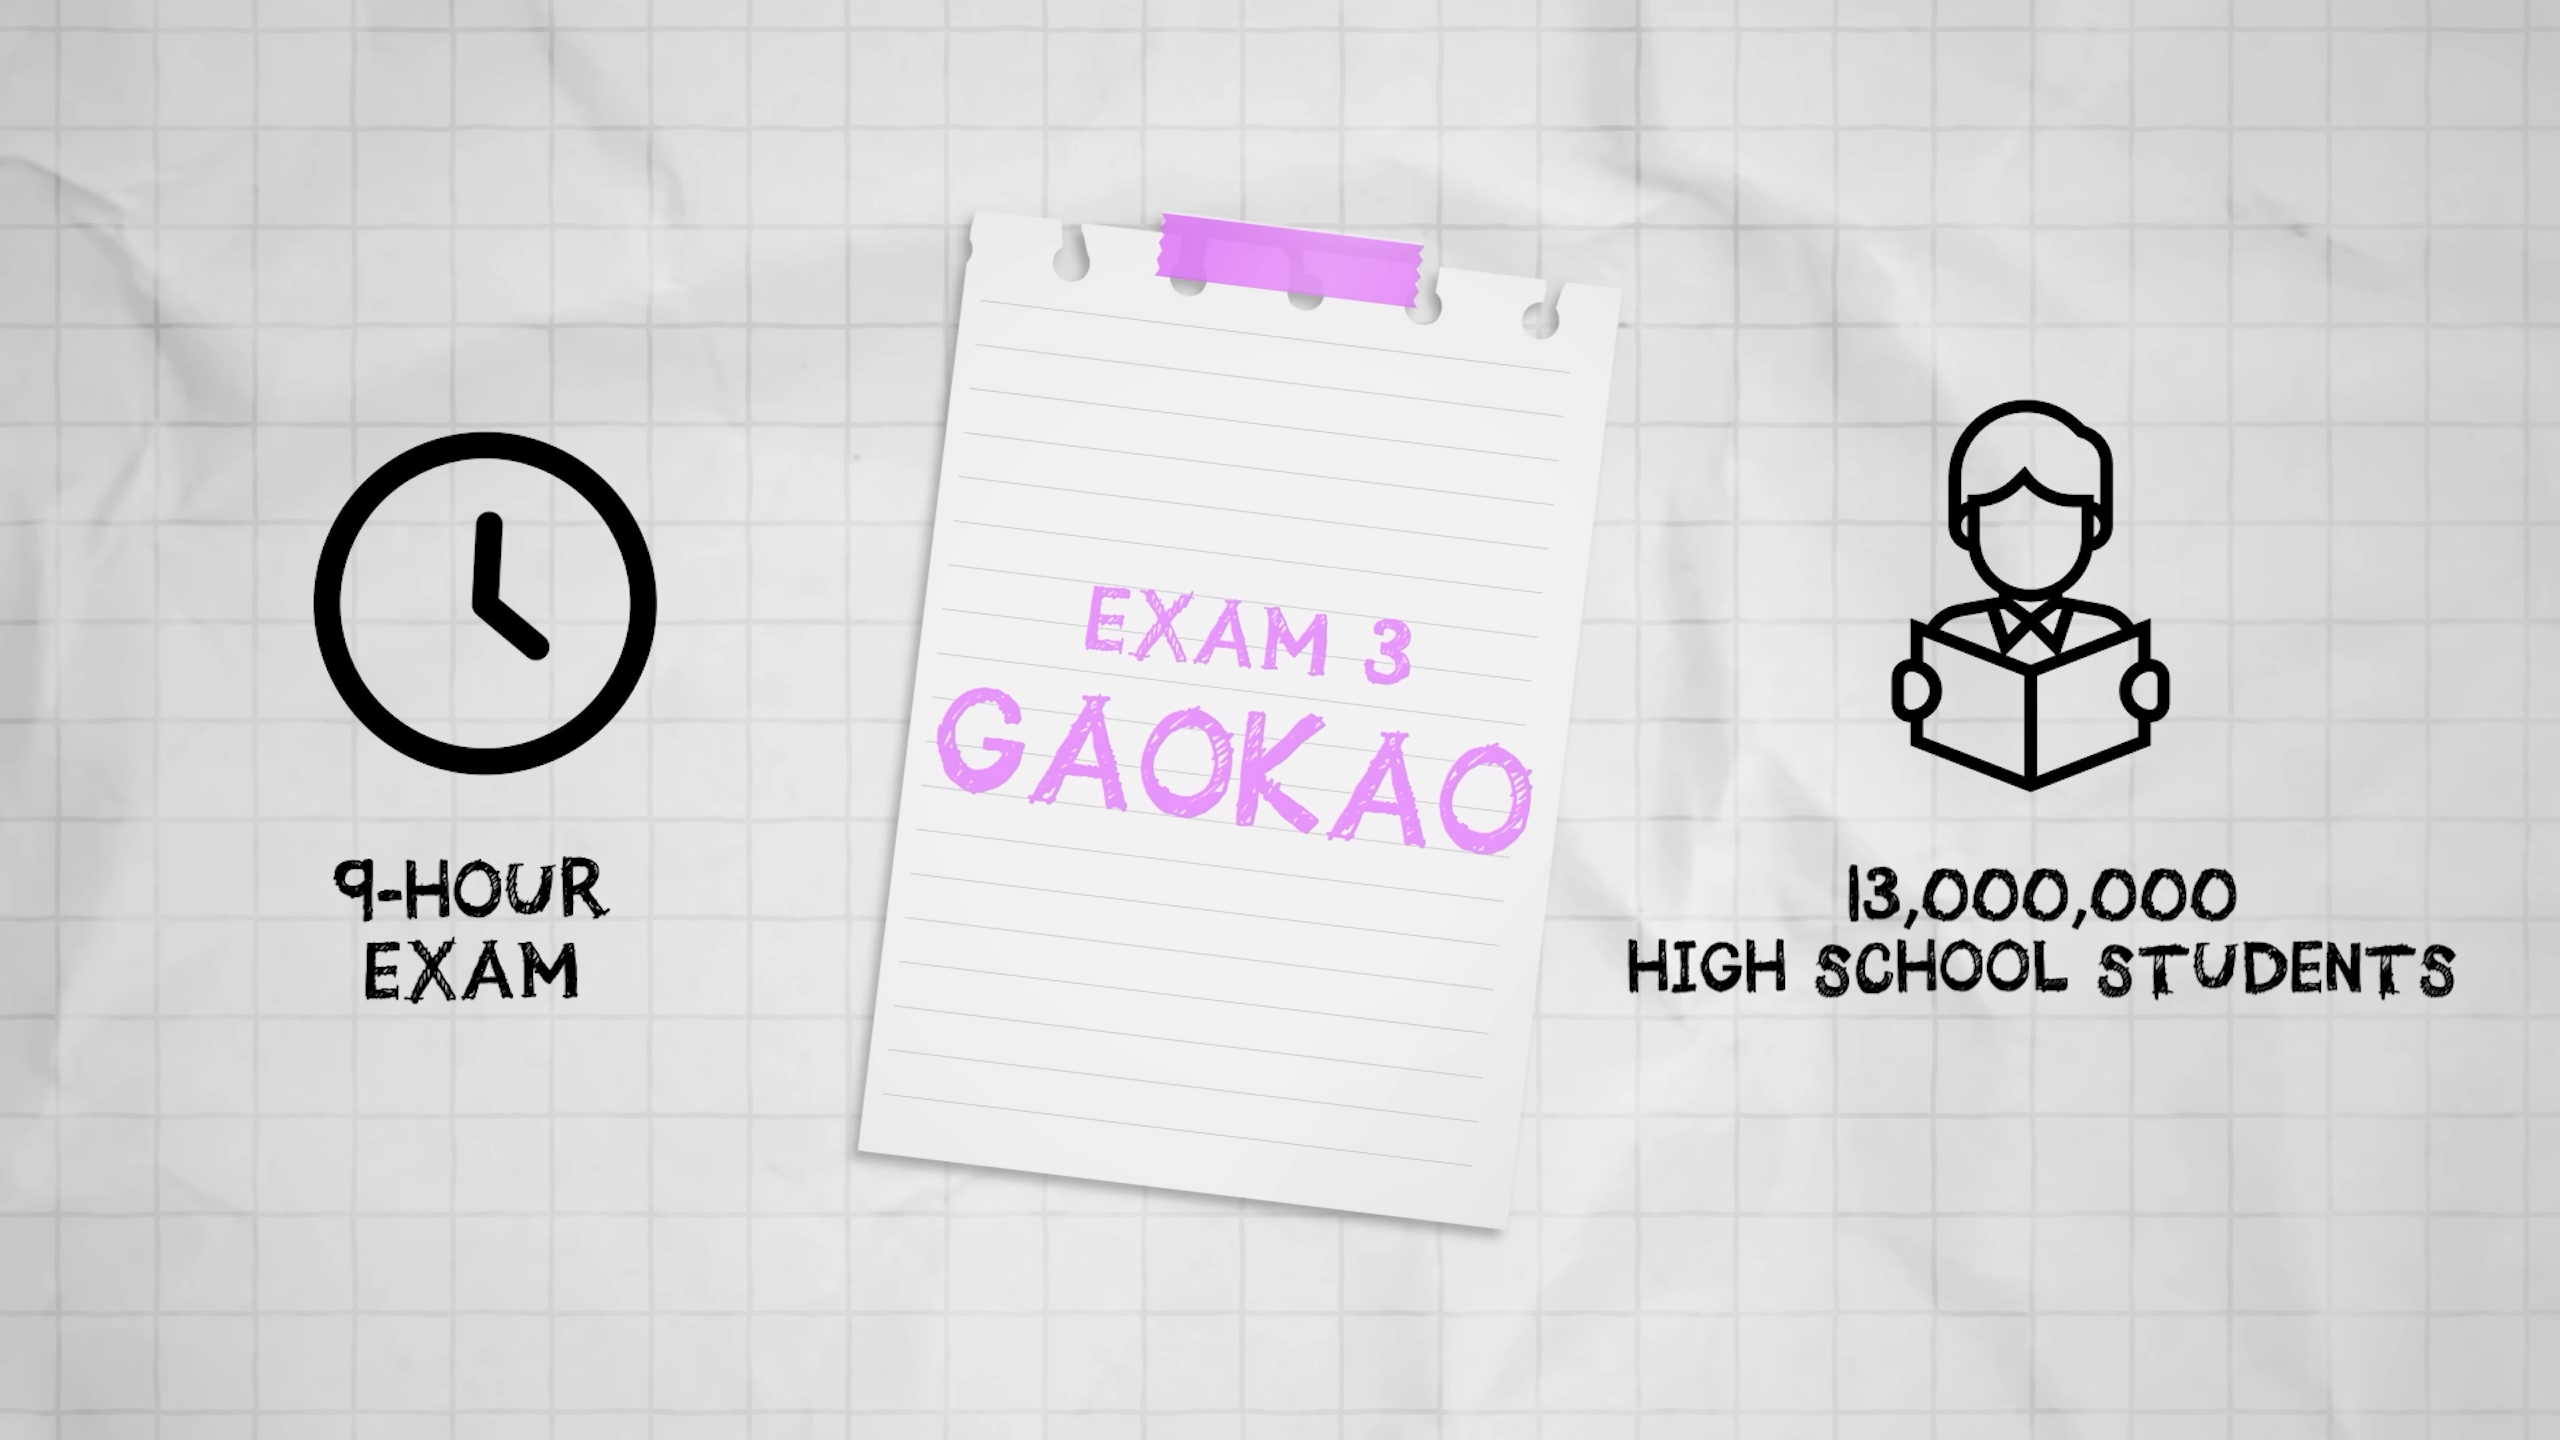 9-HOUR
EXAM
EXAM 3
GAOKAO
13,000,000
HIGH SCHOOL STUDENTS